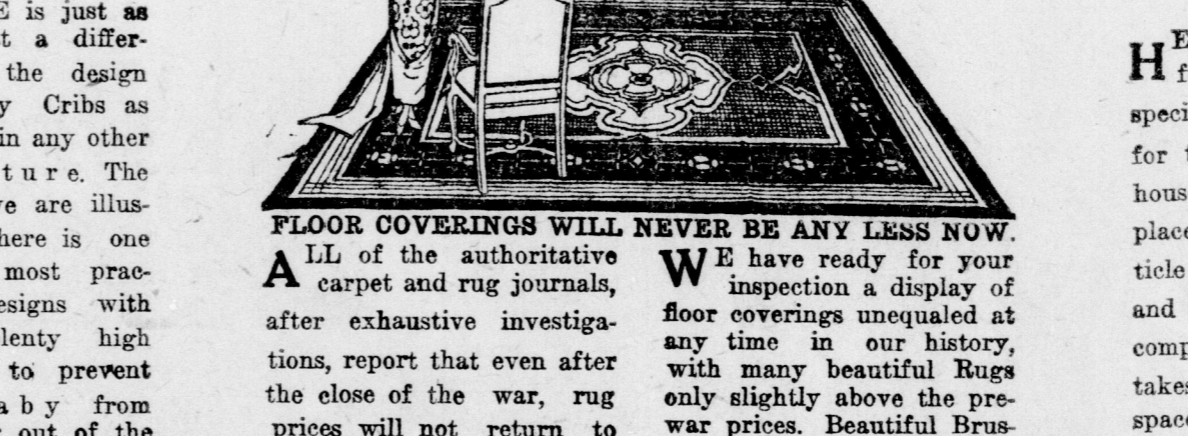 is just as
a differ-
the design
Cribs as
in any other
ture. The
are illus-
here is one
most prac-
esigns with
lenty high
to prevent
aby from
out of the
FLOOR COVERINGS WILL NEVER BE ANY LESS NOW.
ALL of the authoritative
carpet and rug journals,
after exhaustive investiga-
tions, report that even after
the close of the war, rug
prices will not return to
WE have ready for your
inspection a display of
floor coverings unequaled at
any time in our history,
with many beautiful Rugs
only slightly above the pre-
war prices. Beautiful Brus-
HE
f
speci
for t
hous
place
ticle
and
comp
takes
space